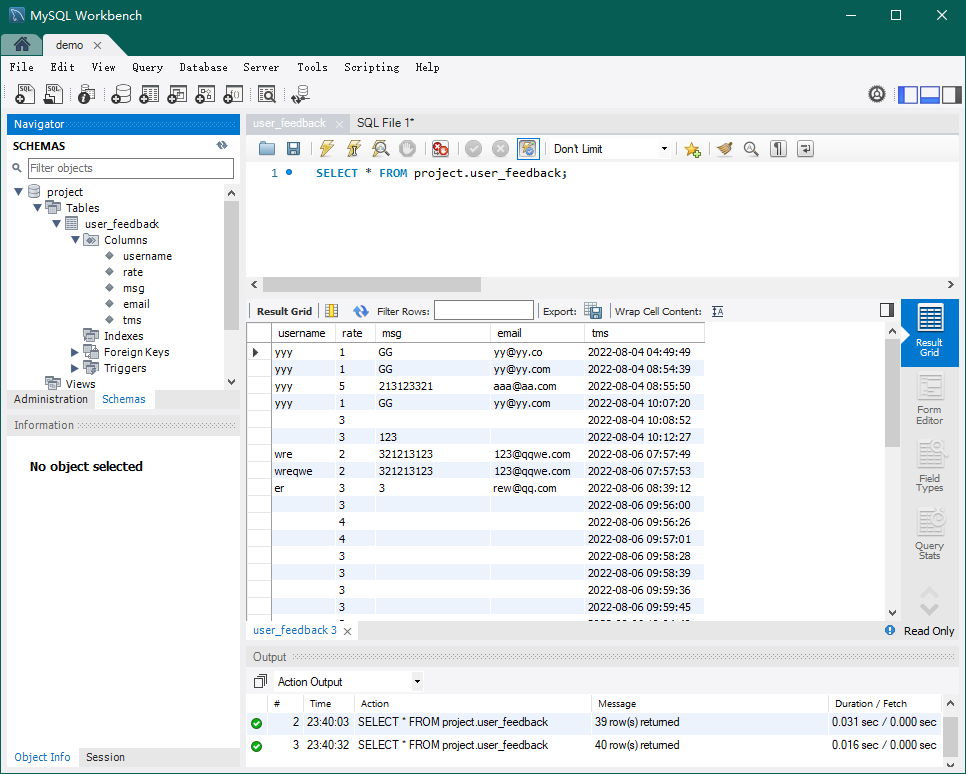 MySQL Workbench
demo
File Edit View Query Database Server Tools Scripting Help
Navigator
SCHEMAS
Filter objects
project
Tables
user_feedback
Columns
username
rate
msg
email
tms
Indexes
Foreign Keys
Triggers
Views
Administration Schemas
Information
No object selected
Object Info Session
user_feedback SQL File 1*
Don't Limit
1 SELECT * FROM project.user_feedback;
Result Grid Filter Rows: Export: Wrap Cell Content:
username rate msg email tms
yyy 1 GG yy@yy.co 2022-08-04 04:49:49
yyy 1 GG yy@yy.com 2022-08-04 08:54:39
yyy 5 213123321 aaa@aa.com 2022-08-04 08:55:50
yyy 1 GG yy@yy.com 2022-08-04 10:07:20
3 2022-08-04 10:08:52
3 123 2022-08-04 10:12:27
wre 2 321213123 123@qqwe.com 2022-08-06 07:57:49
wreqwe 2 321213123 123@qqwe.com 2022-08-06 07:57:53
er 3 3 rew@qq.com 2022-08-06 08:39:12
3 2022-08-06 09:56:00
4 2022-08-06 09:56:26
4 2022-08-06 09:57:01
3 2022-08-06 09:58:28
3 2022-08-06 09:58:39
3 2022-08-06 09:59:36
3 2022-08-06 09:59:45
Result
Grid
Form
Editor
Field
Types
Query
Stats
user_feedback 3
Read Only
Output
Action Output
# Time Action Message Duration / Fetch
2 23:40:03 SELECT * FROM project.user_feedback 39 row(s) returned 0.031 sec / 0.000 sec
3 23:40:32 SELECT * FROM project.user_feedback 40 row(s) returned 0.016 sec / 0.000 sec